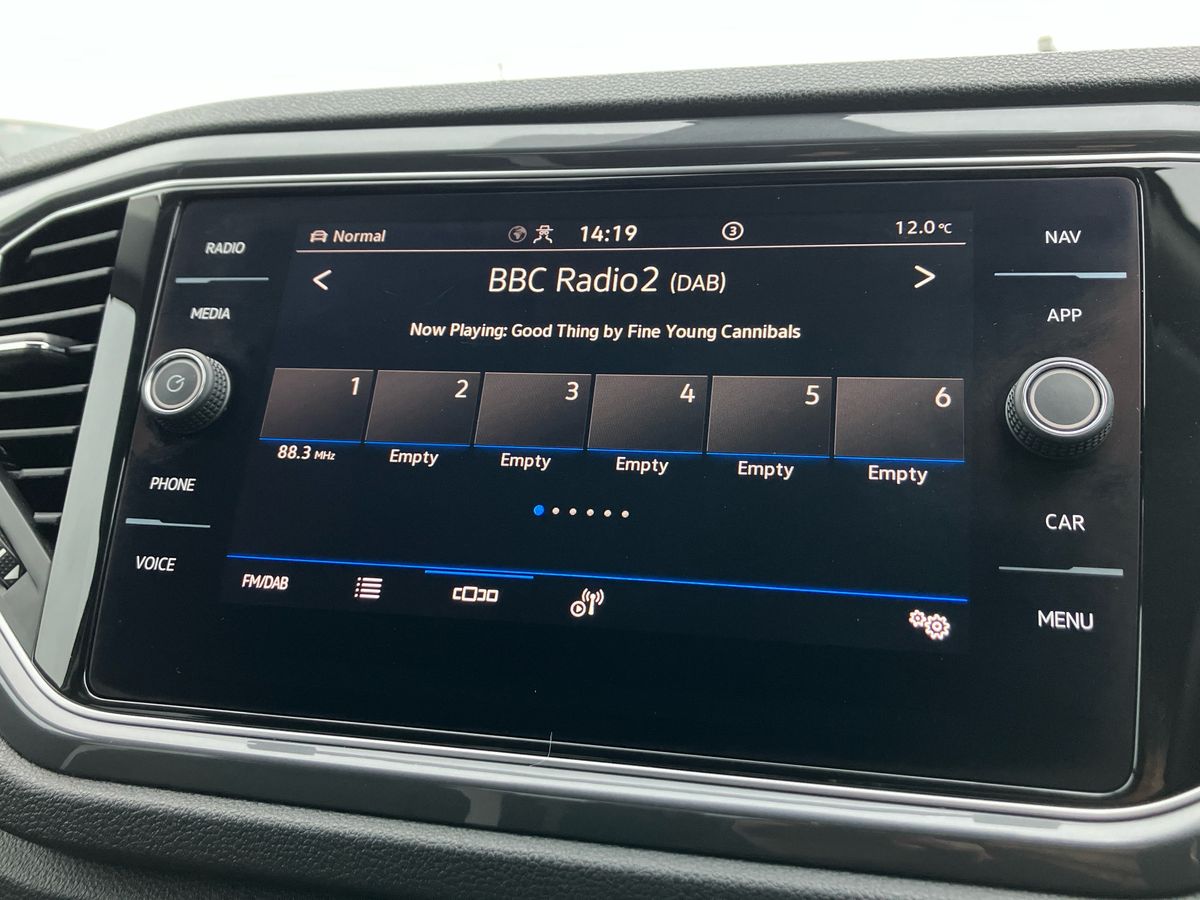 RADIO
MEDIA
PHONE
VOICE
Normal 14:19 3 12.0°C
< BBC Radio2 (DAB) >
Now Playing: Good Thing by Fine Young Cannibals
1 2 3 4 5 6
88.3 MHz Empty Empty Empty Empty Empty
FM/DAB
NAV
APP
CAR
MENU